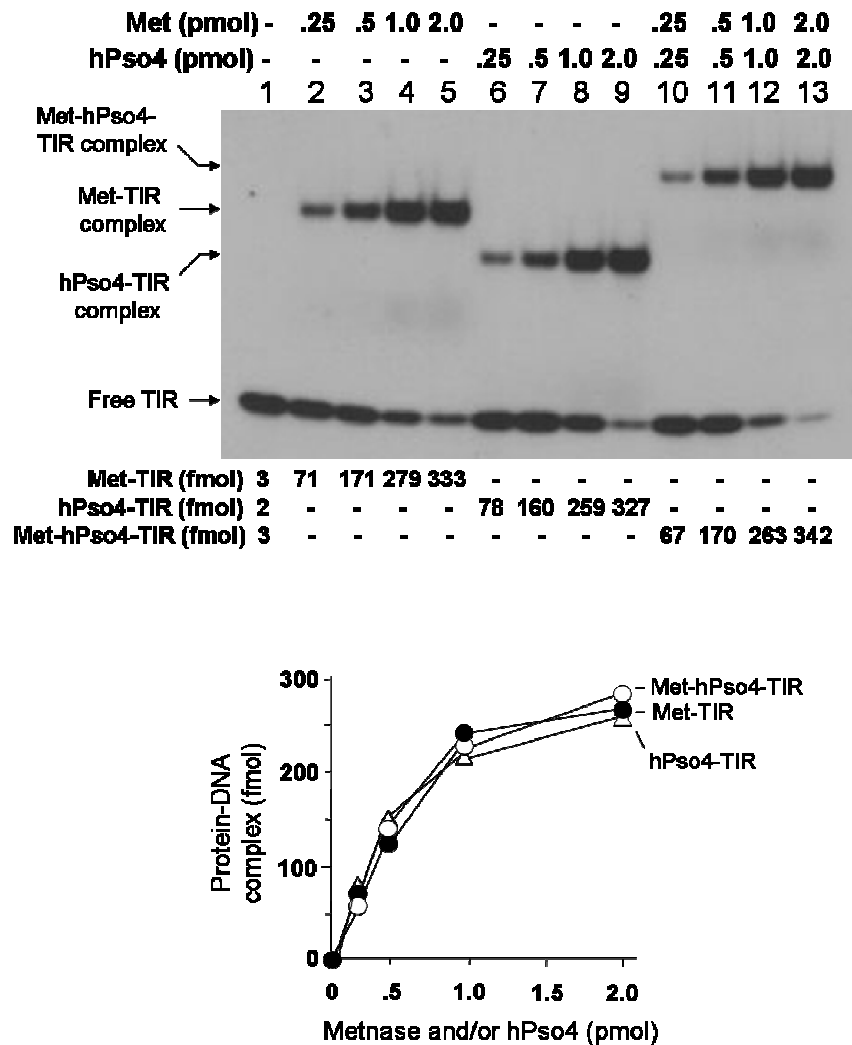 Met (pmol) - .25 .5 1.0 2.0 - - - - .25 .5 1.0 2.0
hPso4 (pmol) - - - - - .25 .5 1.0 2.0 .25 .5 1.0 2.0
1 2 3 4 5 6 7 8 9 10 11 12 13
Met-hPso4-
TIR complex
Met-TIR
complex
hPso4-TIR
complex
Free TIR
Met-TIR (fmol) 3 71 171 279 333 - - - - - - - -
hPso4-TIR (fmol) 2 - - - - 78 160 259 327 - - - -
Met-hPso4-TIR (fmol) 3 - - - - - - - - 67 170 263 342
300
200
100
0
Protein-DNA
complex (fmol)
Met-hPso4-TIR
Met-TIR
hPso4-TIR
0 .5 1.0 1.5 2.0
Metnase and/or hPso4 (pmol)